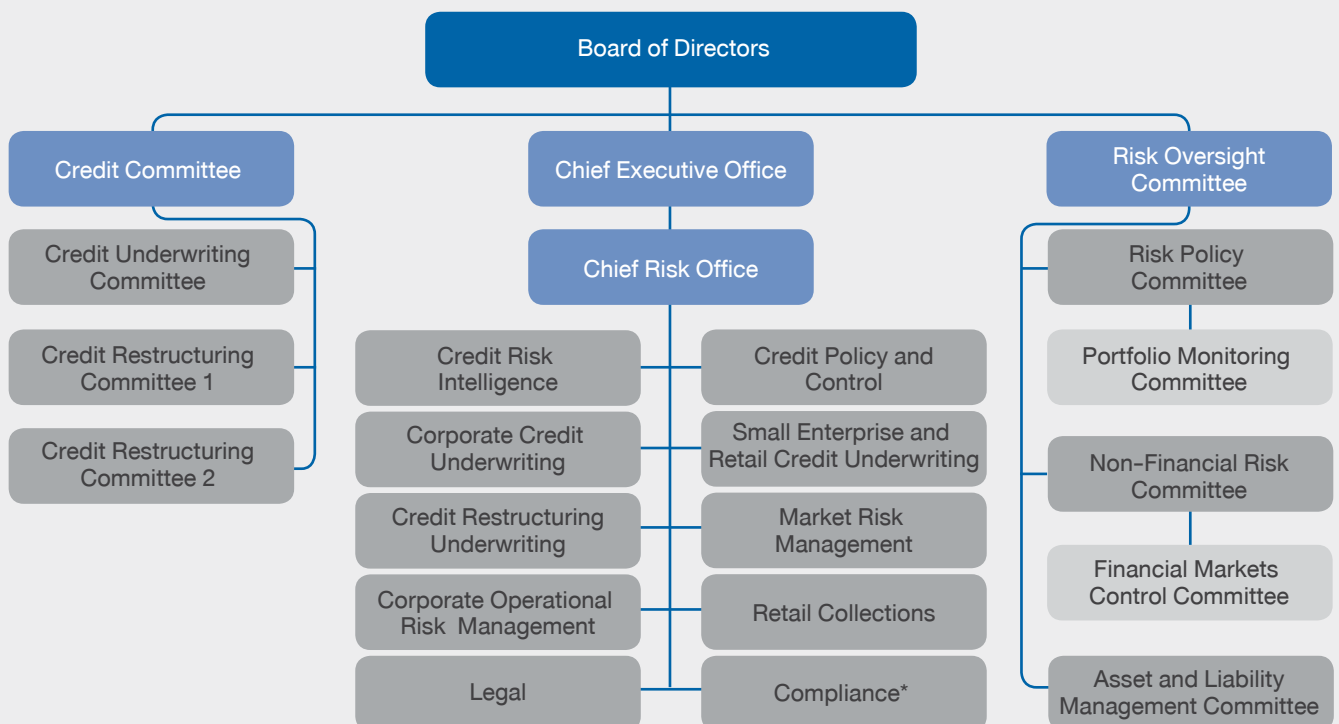 Board of Directors
Credit Committee
Chief Executive Office
Risk Oversight
Committee
Credit Underwriting
Committee
Chief Risk Office
Risk Policy
Committee
Credit Restructuring
Committee 1
Credit Risk
Intelligence
Credit Policy and
Control
Portfolio Monitoring
Committee
Credit Restructuring
Committee 2
Corporate Credit
Underwriting
Small Enterprise and
Retail Credit Underwriting
Non-Financial Risk
Committee
Credit Restructuring
Underwriting
Market Risk
Management
Financial Markets
Control Committee
Corporate Operational
Risk Management
Retail Collections
Legal
Compliance*
Asset and Liability
Management Committee